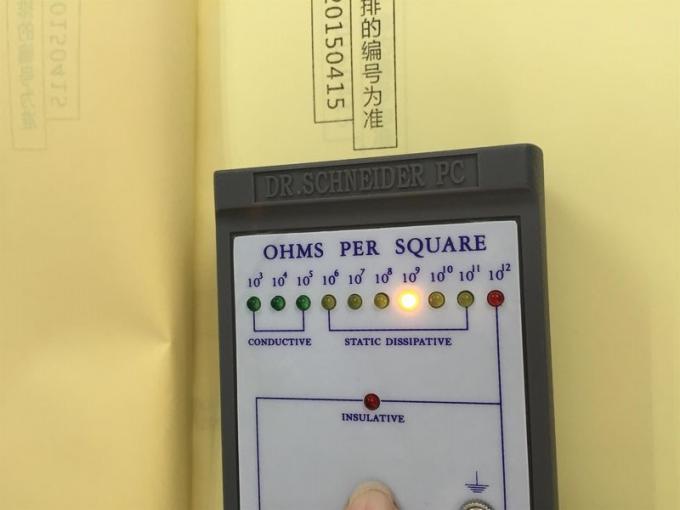 排的编号为准
20150415
DR.SCHNEIDER PC
OHMS PER SQUARE
10³ 10⁴ 10⁵ 10⁶ 10⁷ 10⁸ 10⁹ 10¹⁰ 10¹¹ 10¹²
CONDUCTIVE STATIC DISSIPATIVE
INSULATIVE